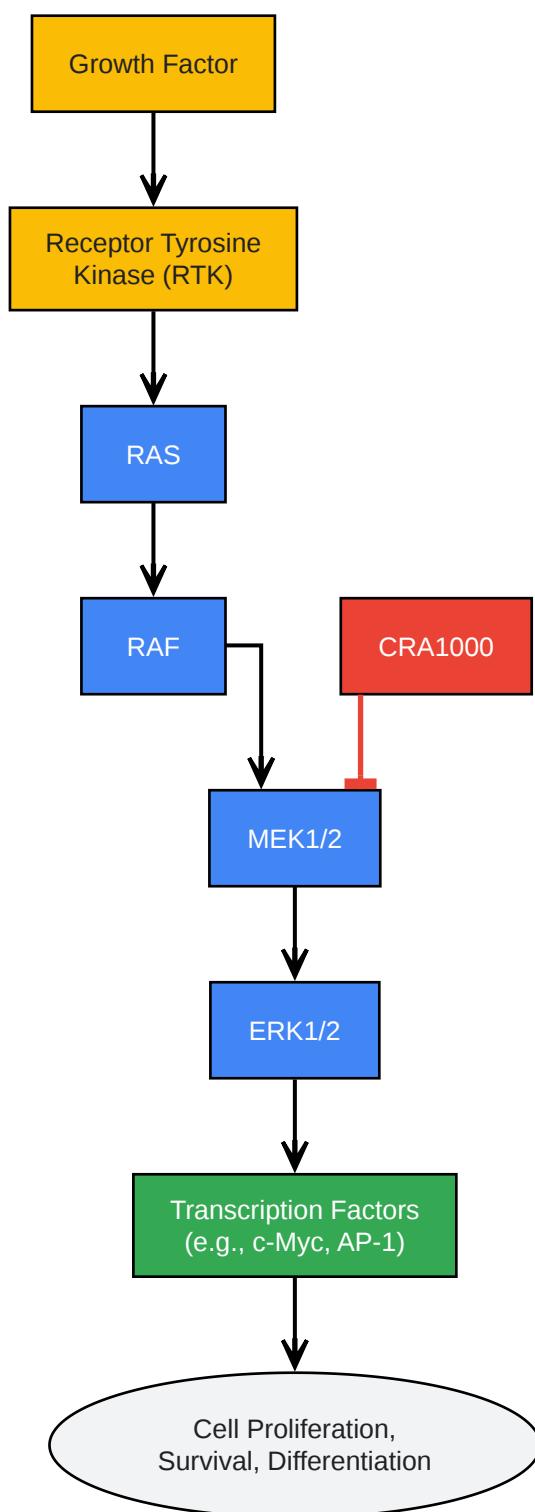 Growth Factor
Receptor Tyrosine
Kinase (RTK)
RAS
RAF
CRA1000
MEK1/2
ERK1/2
Transcription Factors
(e.g., c-Myc, AP-1)
Cell Proliferation,
Survival, Differentiation